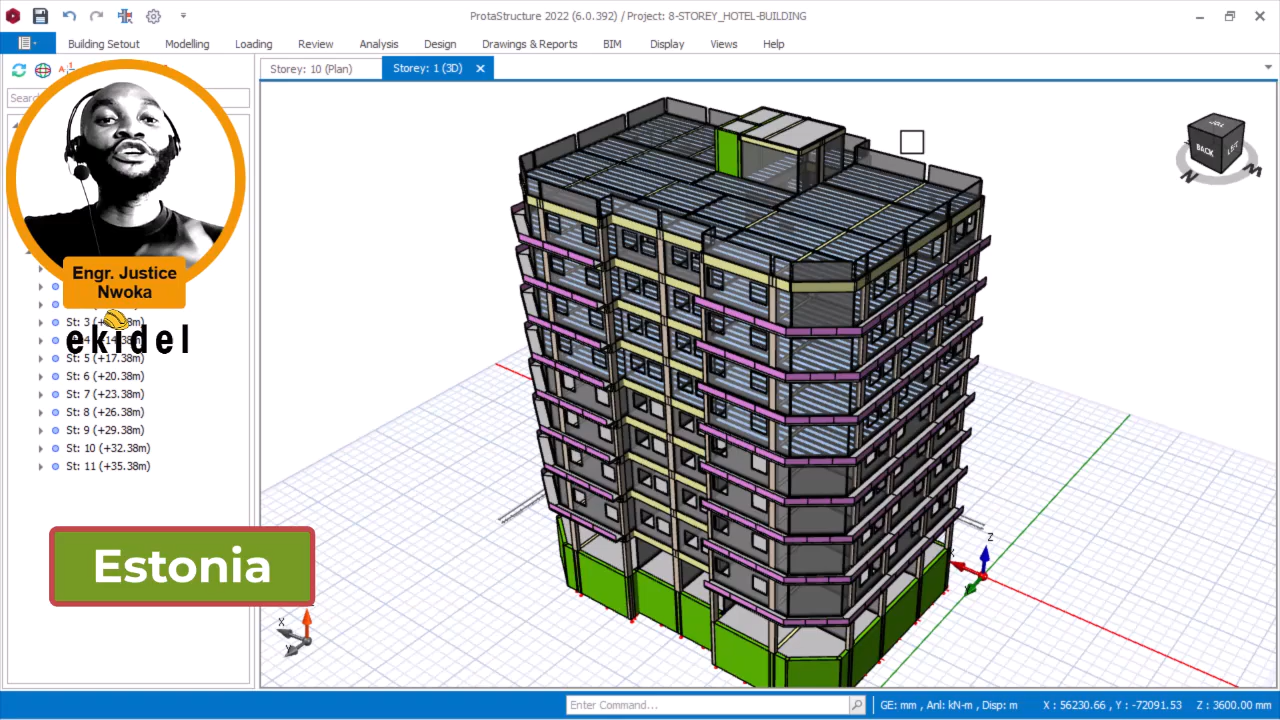 ProtaStructure 2022 (6.0.392) / Project: 8-STOREY_HOTEL-BUILDING
Building Setout
Modelling
Loading
Review
Analysis
Design
Drawings & Reports
BIM
Display
Views
Help
Storey: 10 (Plan)
Storey: 1 (3D)
Engr. Justice
Nwoka
ekidel
St: 5 (+17.38m)
St: 6 (+20.38m)
St: 7 (+23.38m)
St: 8 (+26.38m)
St: 9 (+29.38m)
St: 10 (+32.38m)
St: 11 (+35.38m)
Estonia
BACK
N
Z
X
X
Y
Enter Command...
GE: mm , Anl: kN-m , Disp: m
X : 56230.66 , Y : -72091.53
Z : 3600.00 mm